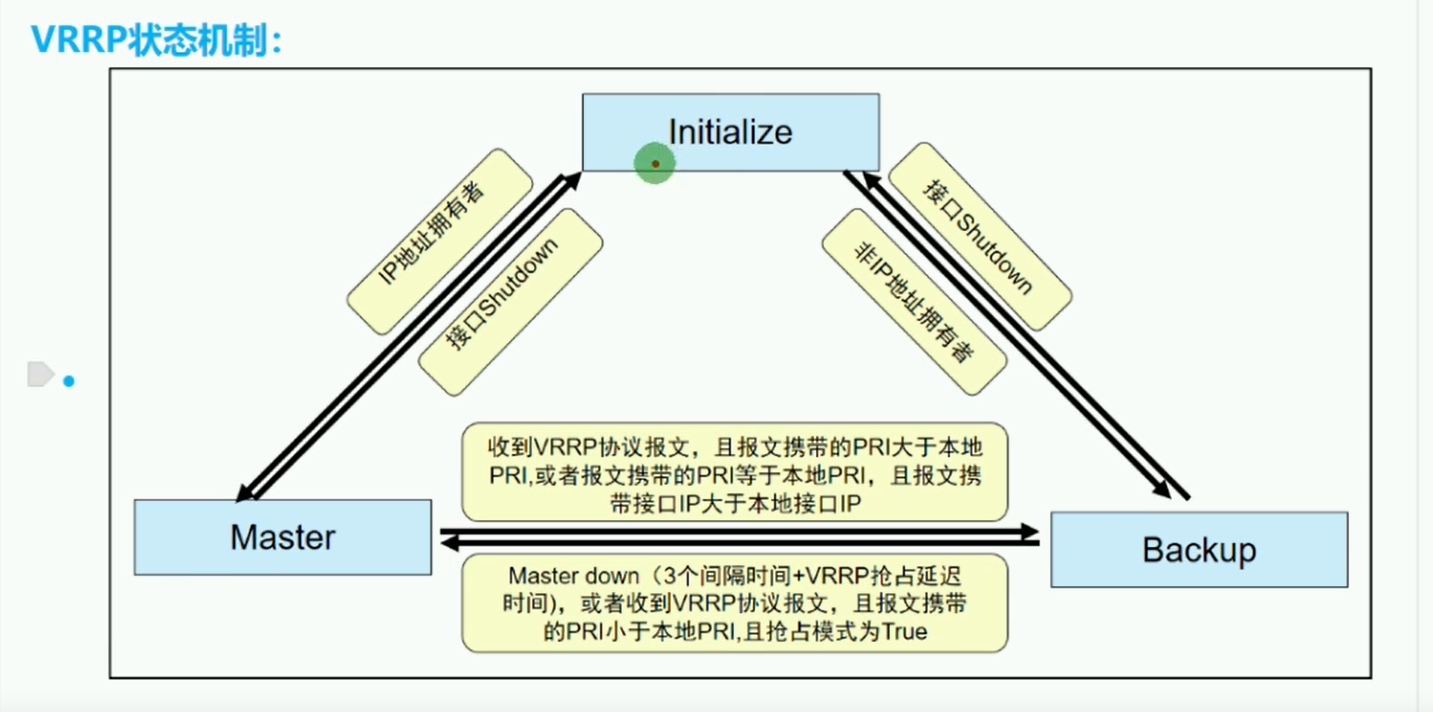 VRRP状态机制：
Initialize
IP地址拥有者
接口Shutdown
接口Shutdown
非IP地址拥有者
收到VRRP协议报文，且报文携带的PRI大于本地
PRI,或者报文携带的PRI等于本地PRI，且报文携
带接口IP大于本地接口IP
Master
Backup
Master down（3个间隔时间+VRRP抢占延迟
时间)，或者收到VRRP协议报文，且报文携带
的PRI小于本地PRI,且抢占模式为True